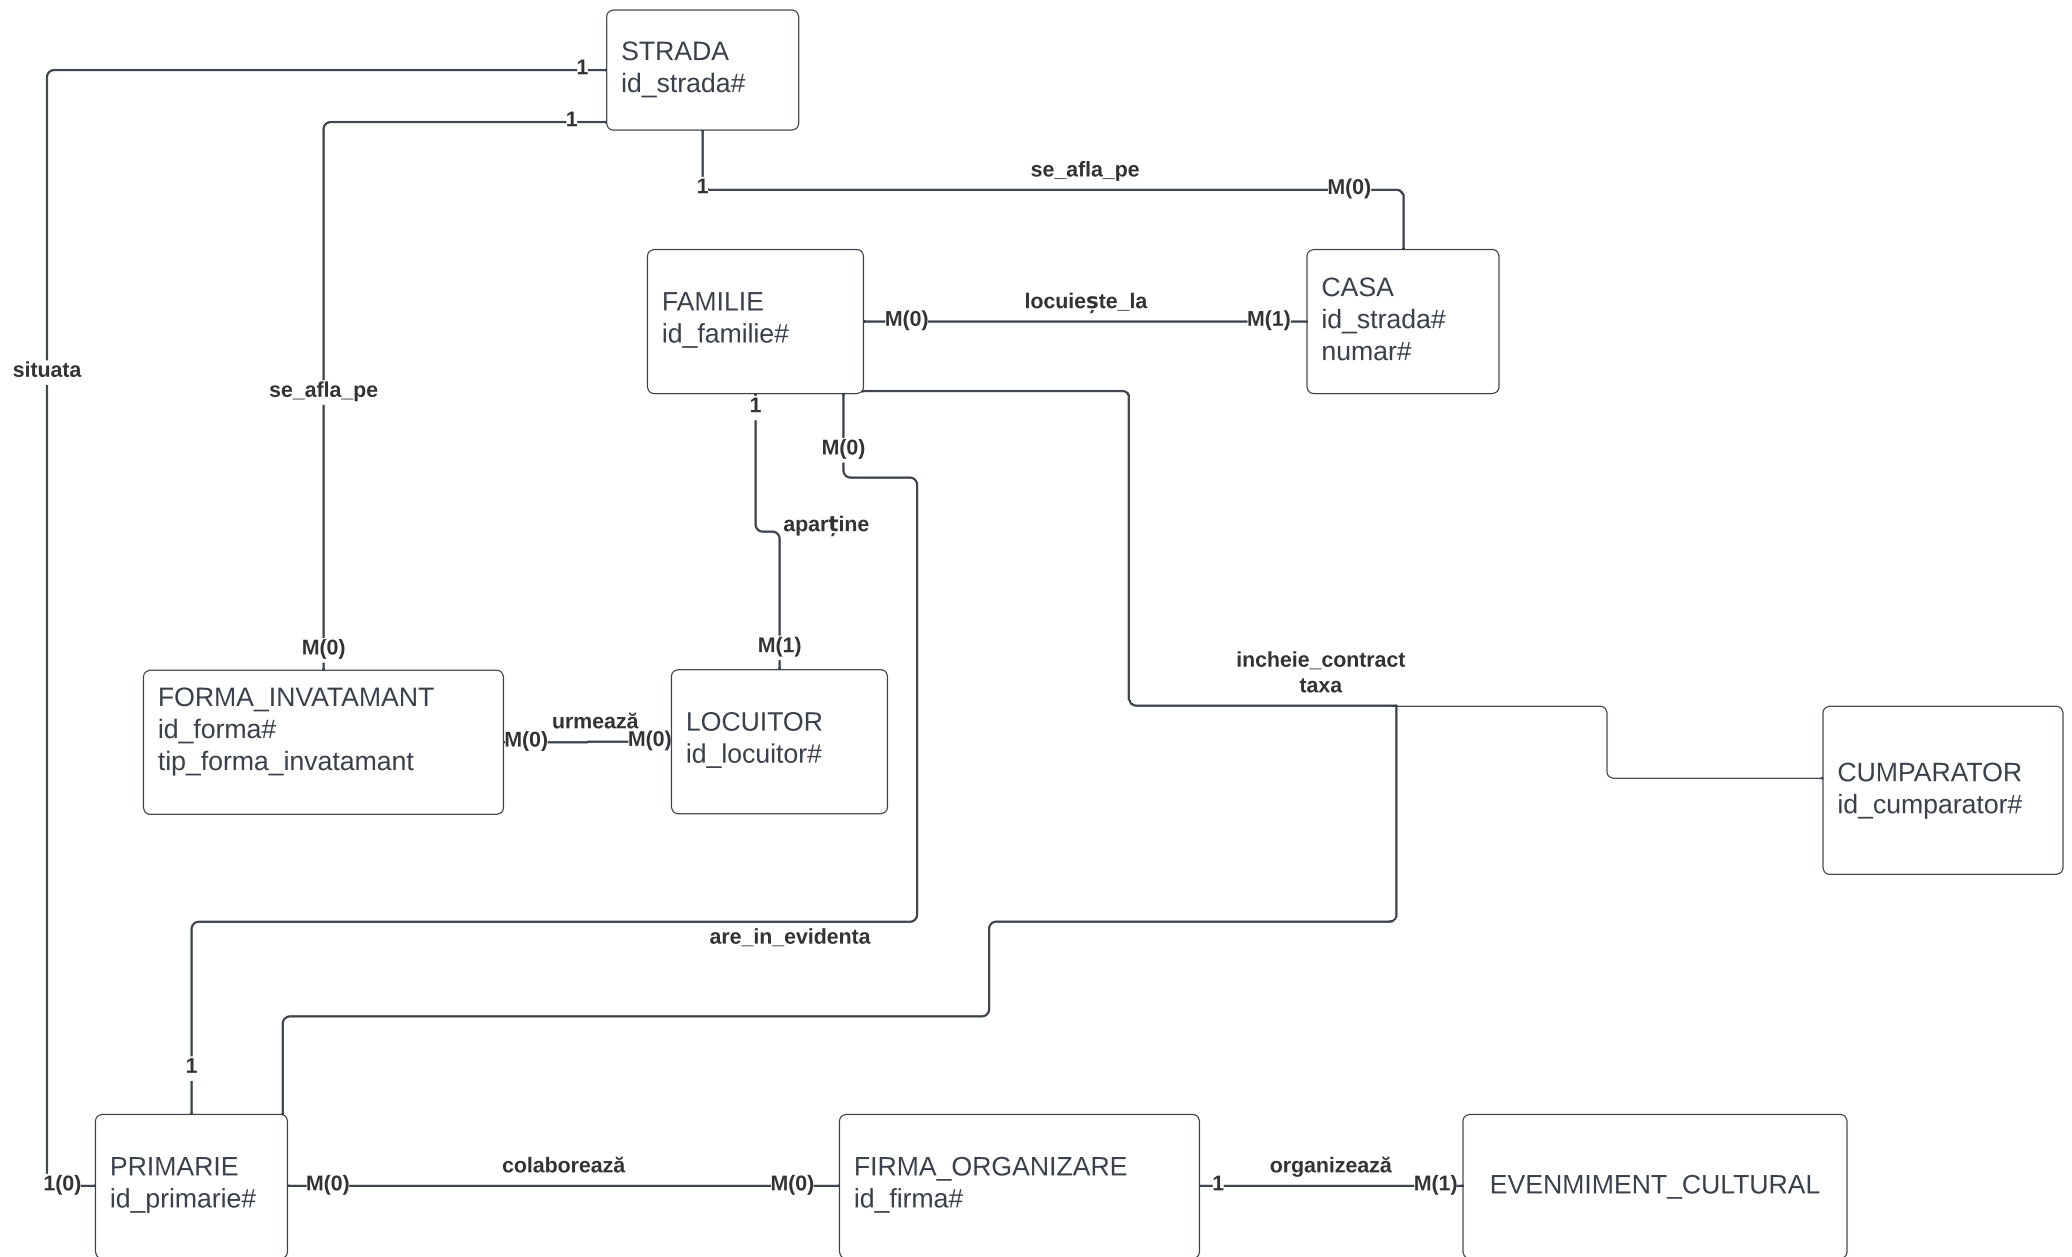 STRADA
id_strada#
1
1
1
se_afla_pe
M(0)
FAMILIE
id_familie#
M(0)
locuiește_la
M(1)
CASA
id_strada#
numar#
situata
se_afla_pe
1
M(0)
aparține
M(0)
M(1)
FORMA_INVATAMANT
id_forma#
tip_forma_invatamant
M(0)
urmează
M(0)
LOCUITOR
id_locuitor#
incheie_contract
taxa
CUMPARATOR
id_cumparator#
are_in_evidenta
1
1(0)
PRIMARIE
id_primarie#
M(0)
colaborează
M(0)
FIRMA_ORGANIZARE
id_firma#
1
organizează
M(1)
EVENMIMENT_CULTURAL